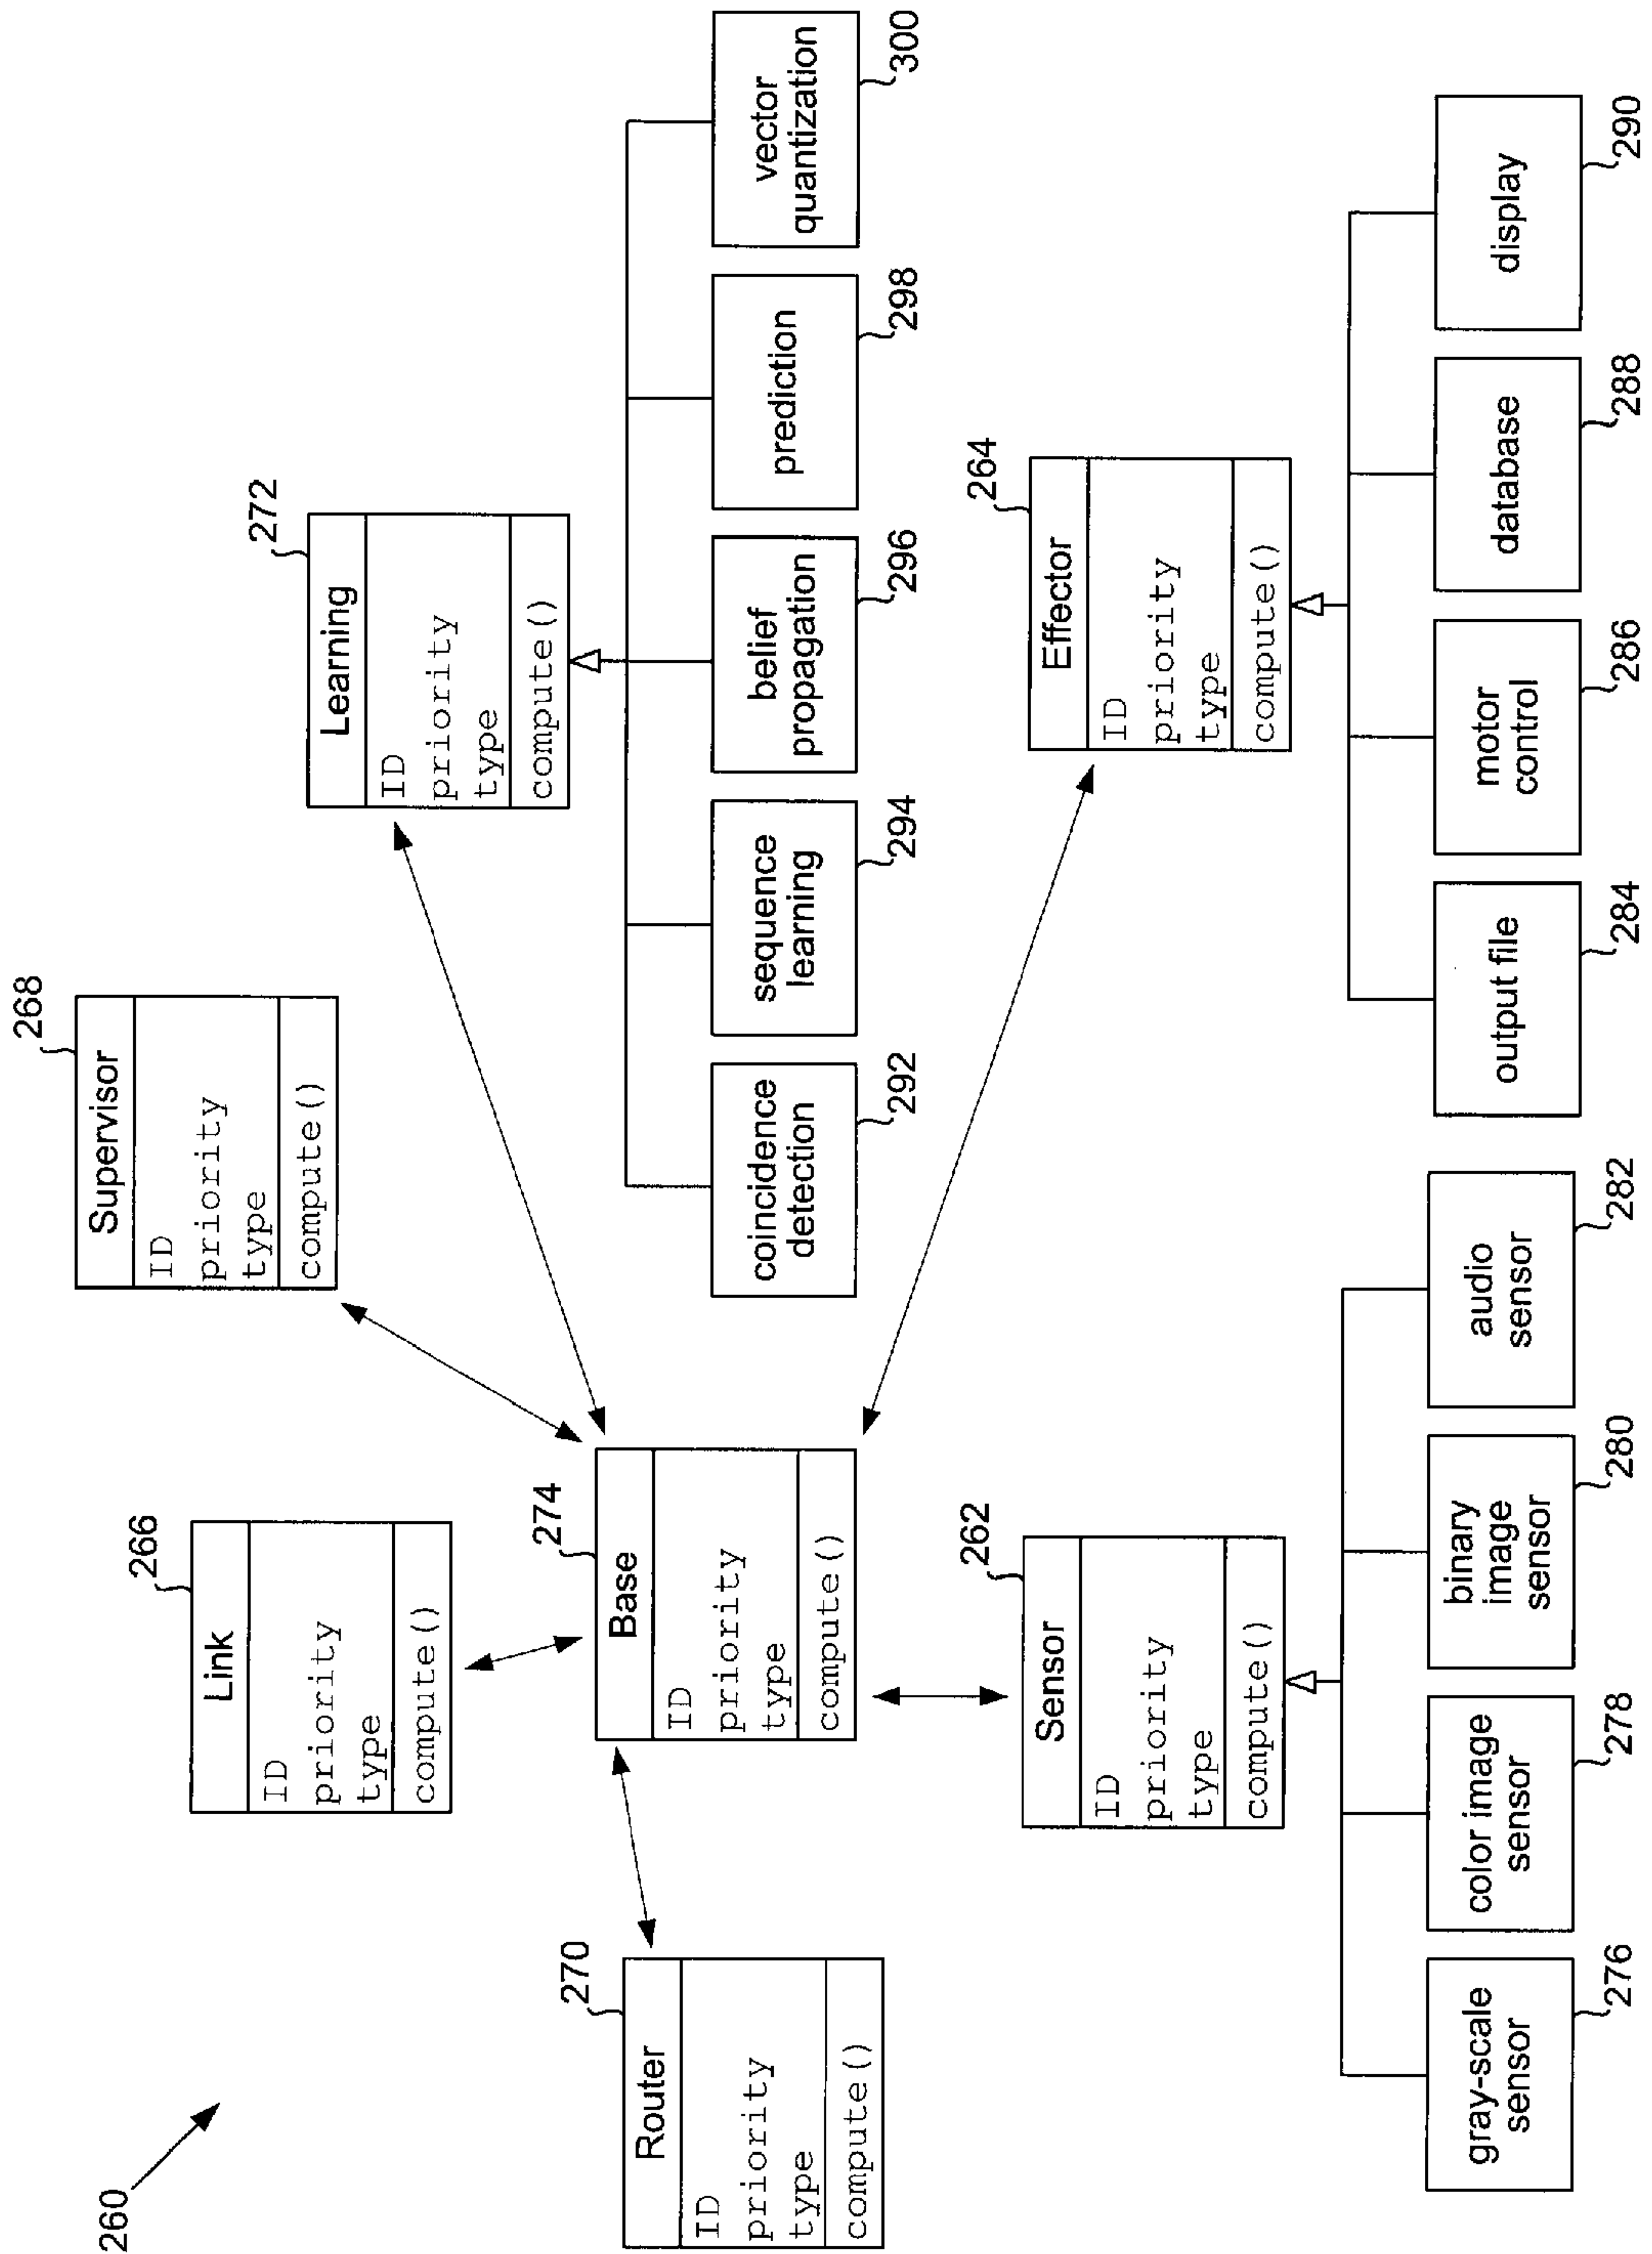 260
268
Supervisor
ID
priority
type
compute()
266
Link
ID
priority
type
compute()
272
Learning
ID
priority
type
compute()
270
Router
ID
priority
type
compute()
274
Base
ID
priority
type
compute()
coincidence
detection
292
sequence
learning
294
belief
propagation
296
prediction
298
vector
quantization
300
262
Sensor
ID
priority
type
compute()
264
Effector
ID
priority
type
compute()
gray-scale
sensor
276
color image
sensor
278
binary
image
sensor
280
audio
sensor
282
output file
284
motor
control
286
database
288
display
290